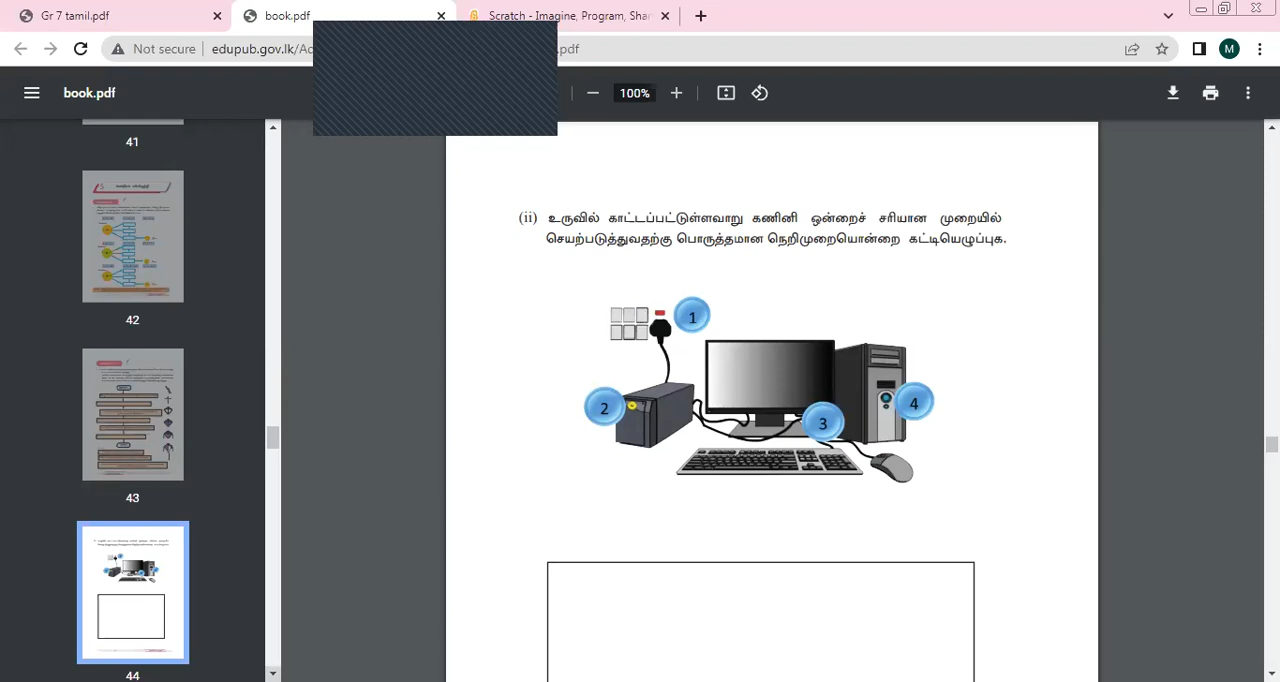 Gr 7 tamil.pdf
book.pdf
Scratch - Imagine, Program, Shar
Not secure
edupub.gov.lk/Ad
.pdf
M
book.pdf
100%
41
42
43
44
(ii) உருவில் காட்டப்பட்டுள்ளவாறு கணினி ஒன்றைச் சரியான முறையில்
செயற்படுத்துவதற்கு பொருத்தமான நெறிமுறையொன்றை கட்டியெழுப்புக.
1
2
3
4